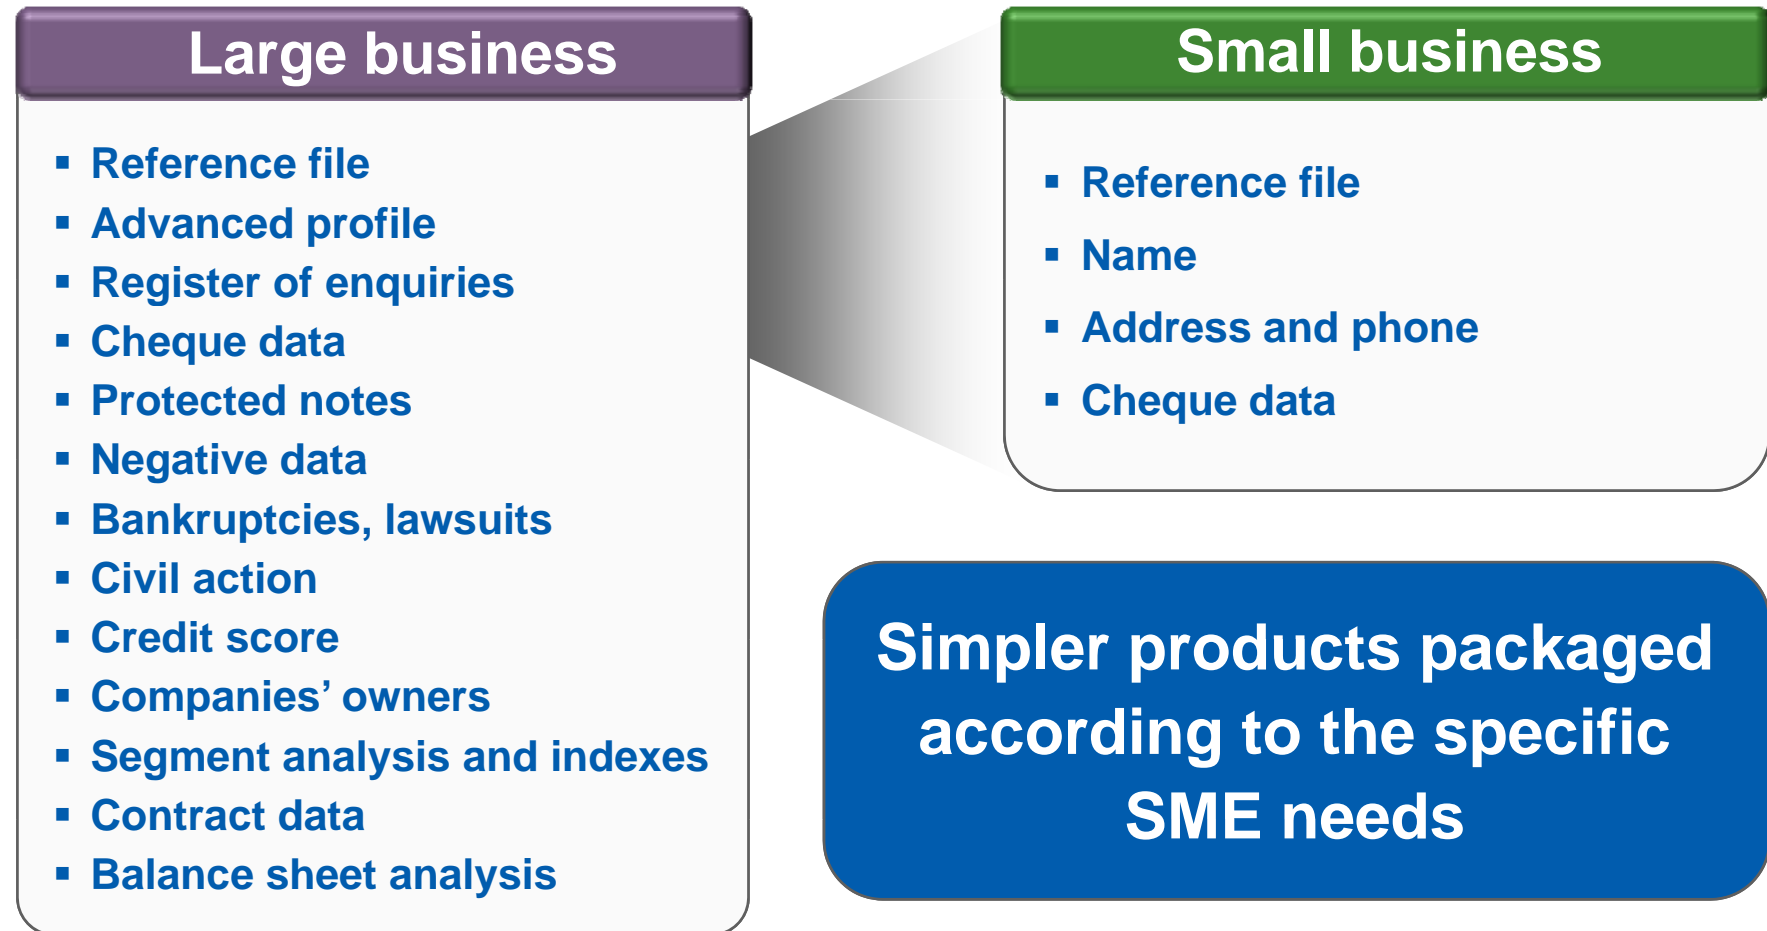 Large business
▪ Reference file
▪ Advanced profile
▪ Register of enquiries
▪ Cheque data
▪ Protected notes
▪ Negative data
▪ Bankruptcies, lawsuits
▪ Civil action
▪ Credit score
▪ Companies’ owners
▪ Segment analysis and indexes
▪ Contract data
▪ Balance sheet analysis
Small business
▪ Reference file
▪ Name
▪ Address and phone
▪ Cheque data
Simpler products packaged
according to the specific
SME needs